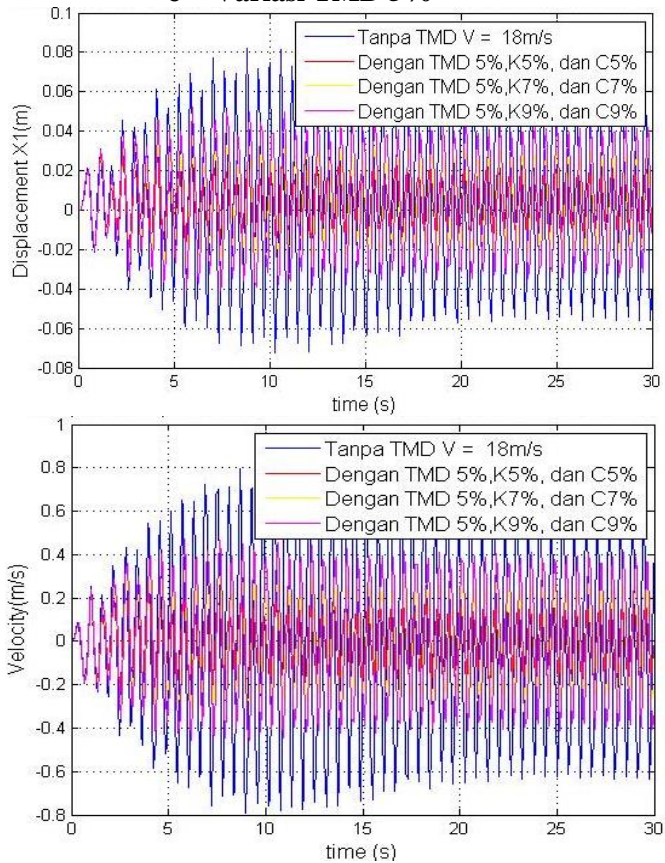 Tanpa TMD V = 18m/s
Dengan TMD 5%,K5%, dan C5%
Dengan TMD 5%,K7%, dan C7%
Dengan TMD 5%,K9%, dan C9%
Displacement X1(m)
0.1
0.08
0.06
0.04
0.02
0
-0.02
-0.04
-0.06
-0.08
0 5 10 15 20 25 30
time (s)
Tanpa TMD V = 18m/s
Dengan TMD 5%,K5%, dan C5%
Dengan TMD 5%,K7%, dan C7%
Dengan TMD 5%,K9%, dan C9%
Velocity(m/s)
1
0.8
0.6
0.4
0.2
0
-0.2
-0.4
-0.6
-0.8
0 5 10 15 20 25 30
time (s)